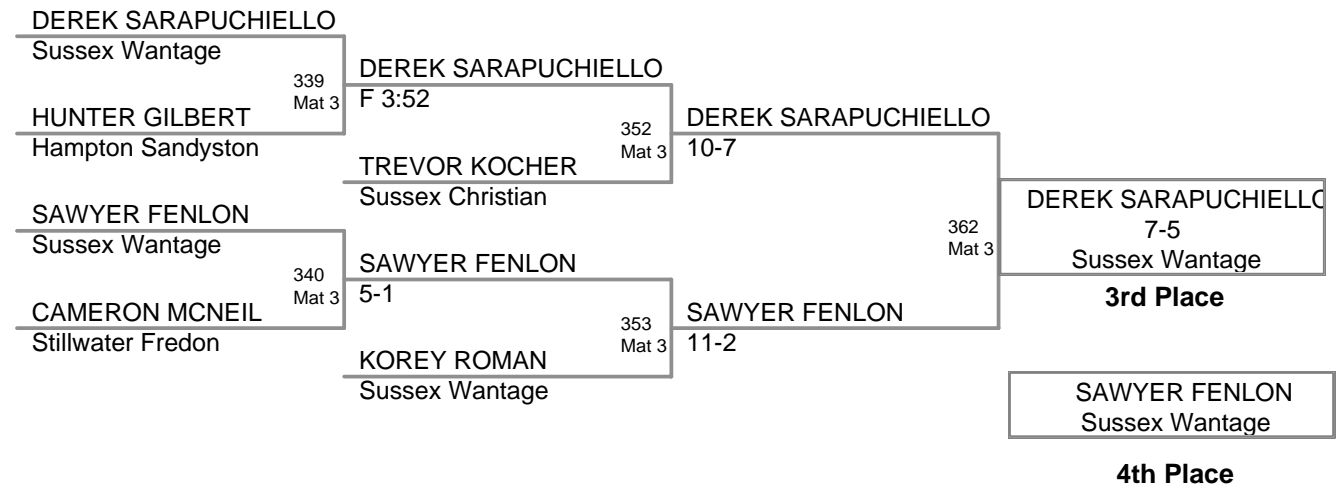 DEREK SARAPUCHIELLO
Sussex Wantage
339
Mat 3
HUNTER GILBERT
Hampton Sandyston
SAWYER FENLON
Sussex Wantage
340
Mat 3
CAMERON MCNEIL
Stillwater Fredon
DEREK SARAPUCHIELLO
F 3:52
352
Mat 3
TREVOR KOCHER
Sussex Christian
SAWYER FENLON
5-1
353
Mat 3
KOREY ROMAN
Sussex Wantage
DEREK SARAPUCHIELLO
10-7
362
Mat 3
SAWYER FENLON
11-2
DEREK SARAPUCHIELLO
7-5
Sussex Wantage
3rd Place
SAWYER FENLON
Sussex Wantage
4th Place